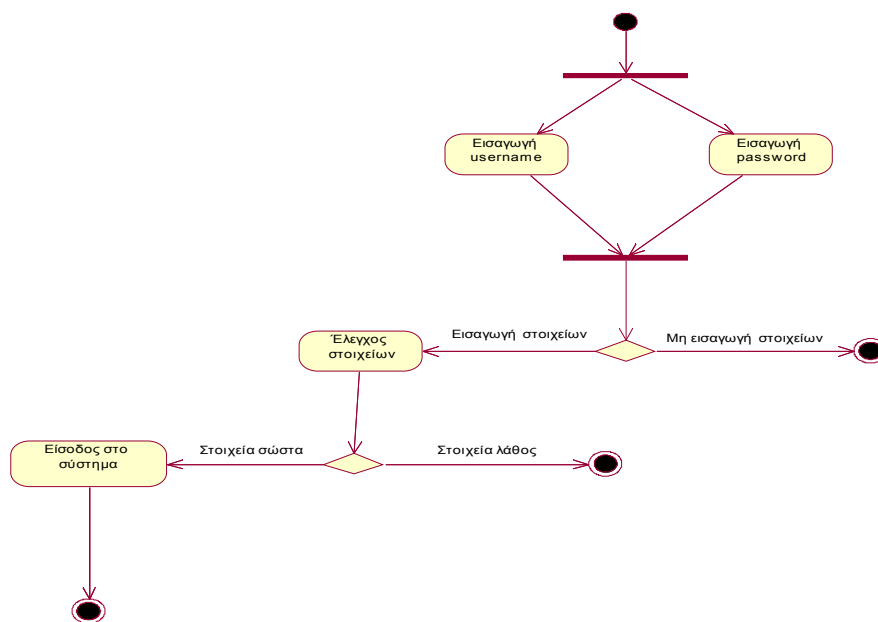 Εισαγωγή
username
Εισαγωγή
password
Εισαγωγή στοιχείων
Μη εισαγωγή στοιχείων
Έλεγχος
στοιχείων
Στοιχεία σώστα
Στοιχεία λάθος
Είσοδος στο
σύστημα